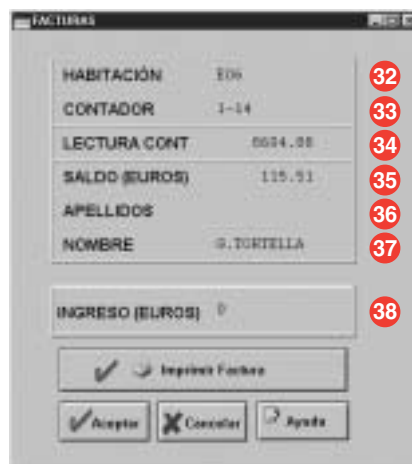 FACTURAS
HABITACIÓN E06 32
CONTADOR 1-14 33
LECTURA CONT 8604.88 34
SALDO (EUROS) 115.51 35
APELLIDOS 36
NOMBRE G.TORTELLA 37
INGRESO (EUROS) 0 38
Imprimir Factura
Aceptar Cancelar Ayuda